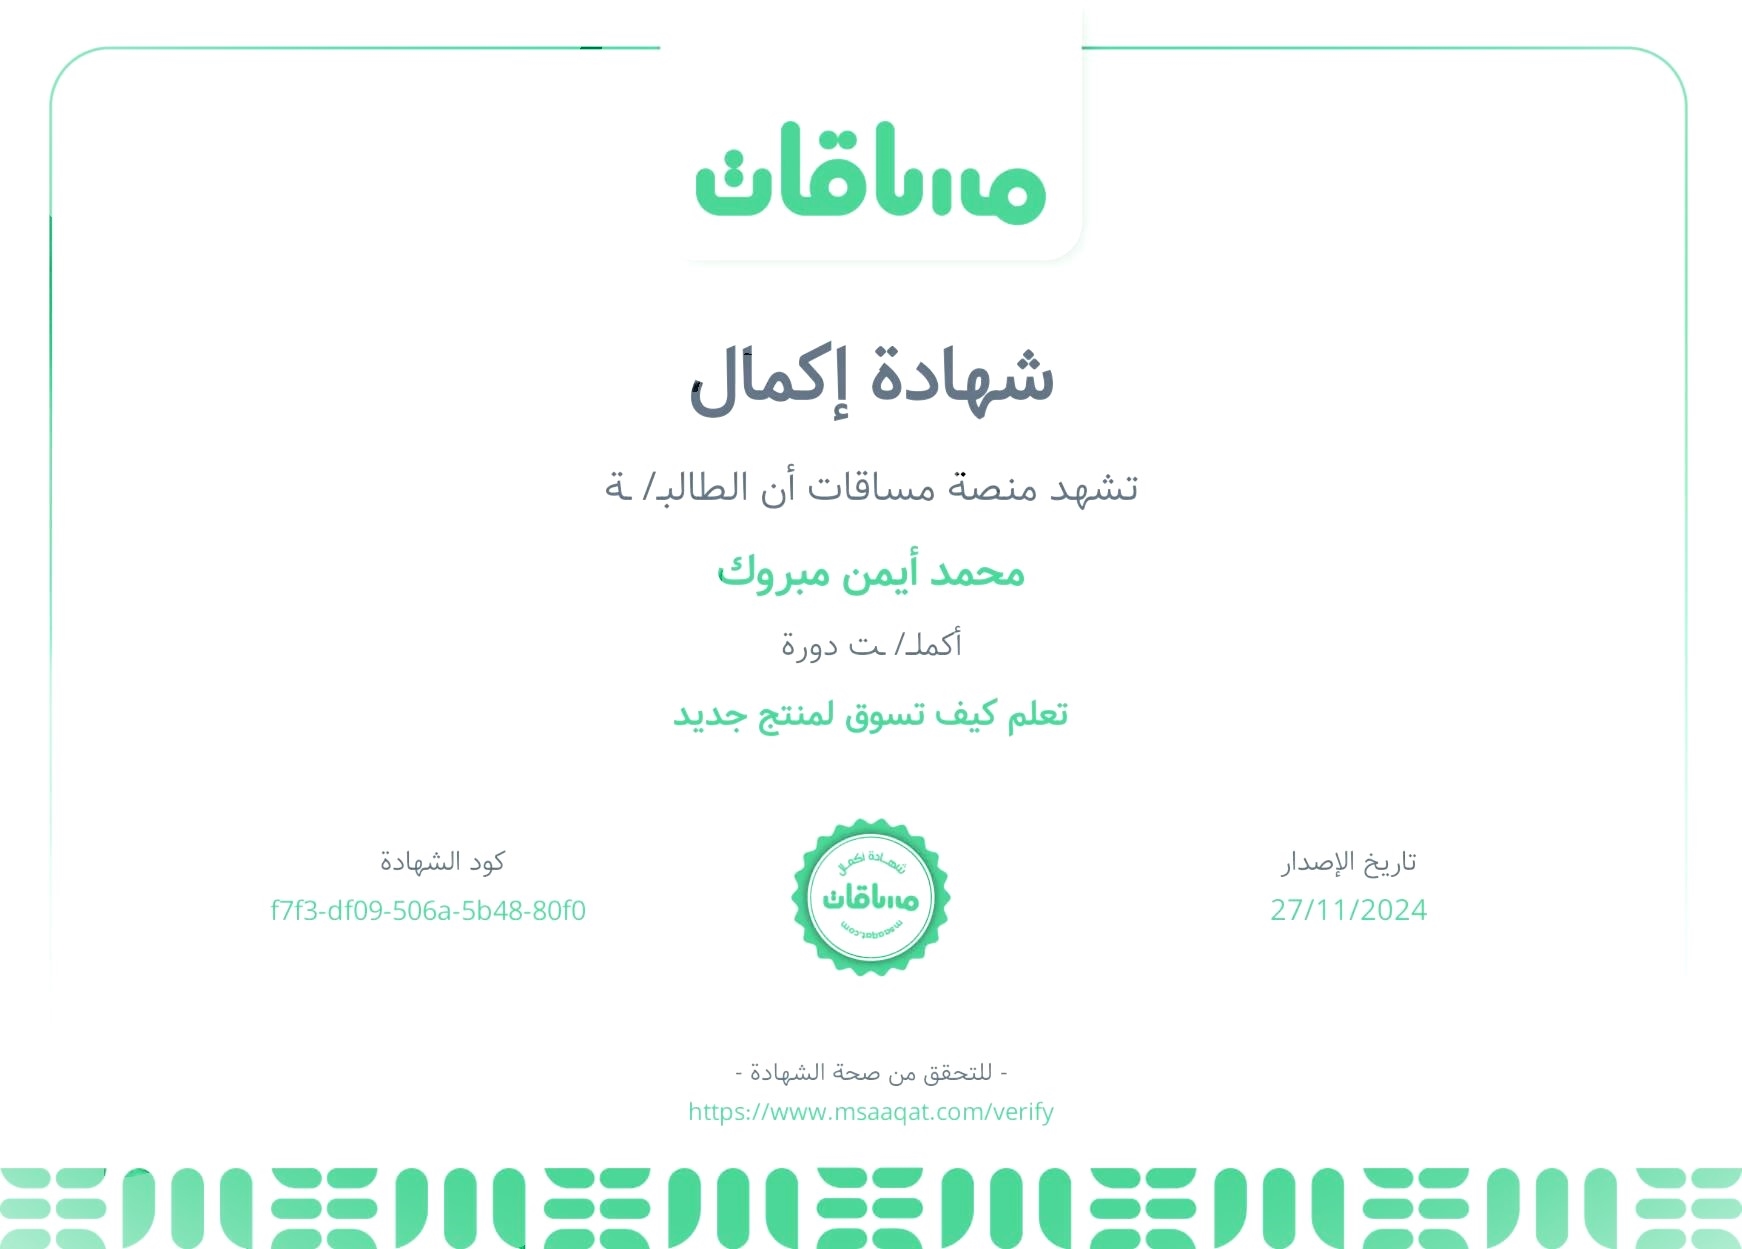 مساقات
شهادة إكمال
تشهد منصة مساقات أن الطالبـ/ ـة
محمد أيمن مبروك
أكملـ/ ـت دورة
تعلم كيف تسوق لمنتج جديد
تاريخ الإصدار
27/11/2024
شهادة إكمال
مساقات
msaaqat.com
كود الشهادة
f7f3-df09-506a-5b48-80f0
- للتحقق من صحة الشهادة -
https://www.msaaqat.com/verify